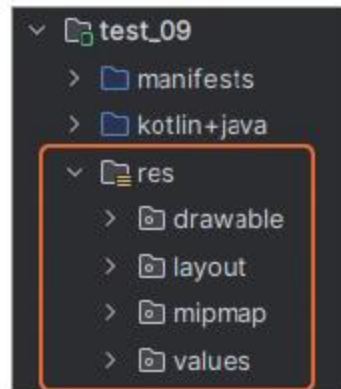 test_09
manifests
kotlin+java
res
drawable
layout
mipmap
values